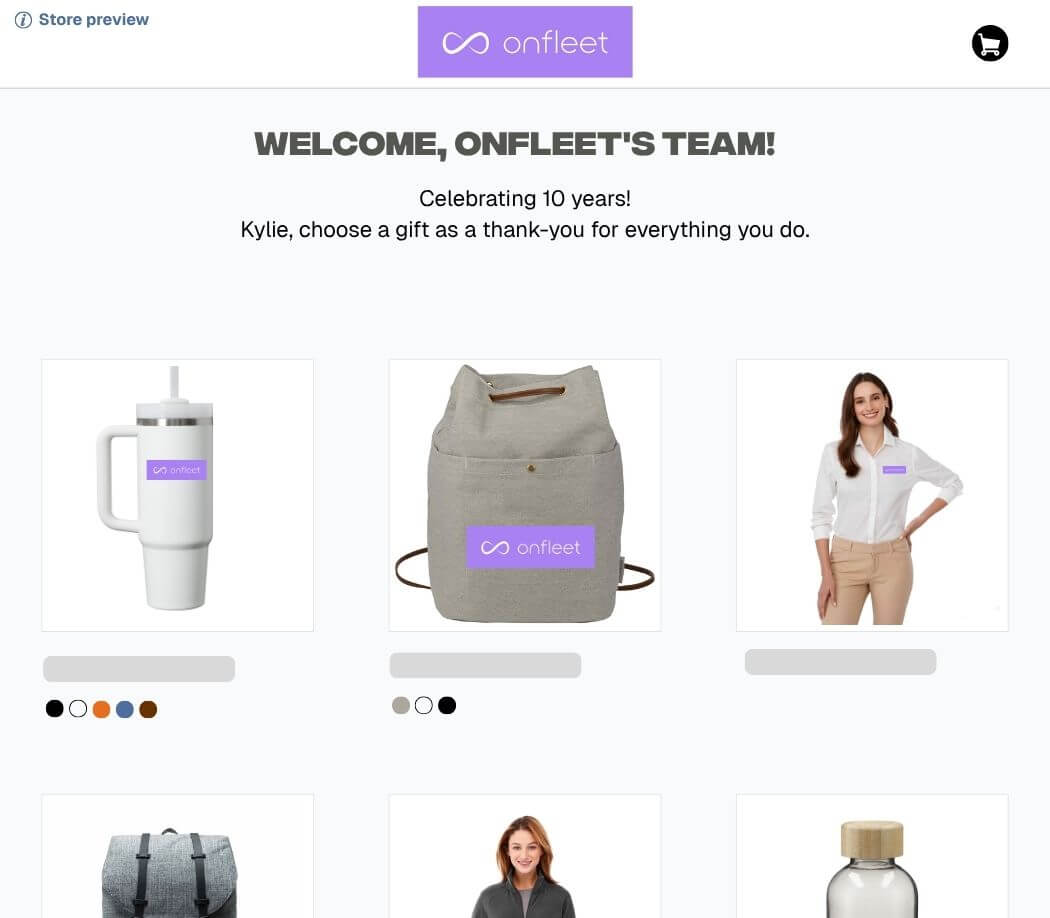 Store preview
onfleet
WELCOME, ONFLEET'S TEAM!
Celebrating 10 years!
Kylie, choose a gift as a thank-you for everything you do.
onfleet
onfleet